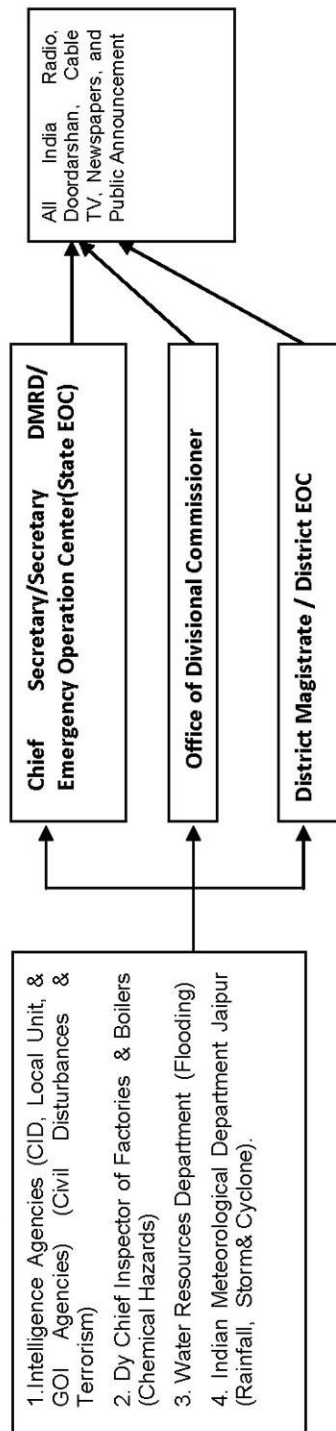 1.Intelligence Agencies (CID, Local Unit, &
GOI Agencies) (Civil Disturbances &
Terrorism)
2. Dy Chief Inspector of Factories & Boilers
(Chemical Hazards)
3. Water Resources Department (Flooding)
4. Indian Meteorological Department Jaipur
(Rainfall, Storm& Cyclone).
Chief Secretary/Secretary DMRD/
Emergency Operation Center(State EOC)
Office of Divisional Commissioner
District Magistrate / District EOC
All India Radio,
Doordarshan, Cable
TV, Newspapers, and
Public Announcement